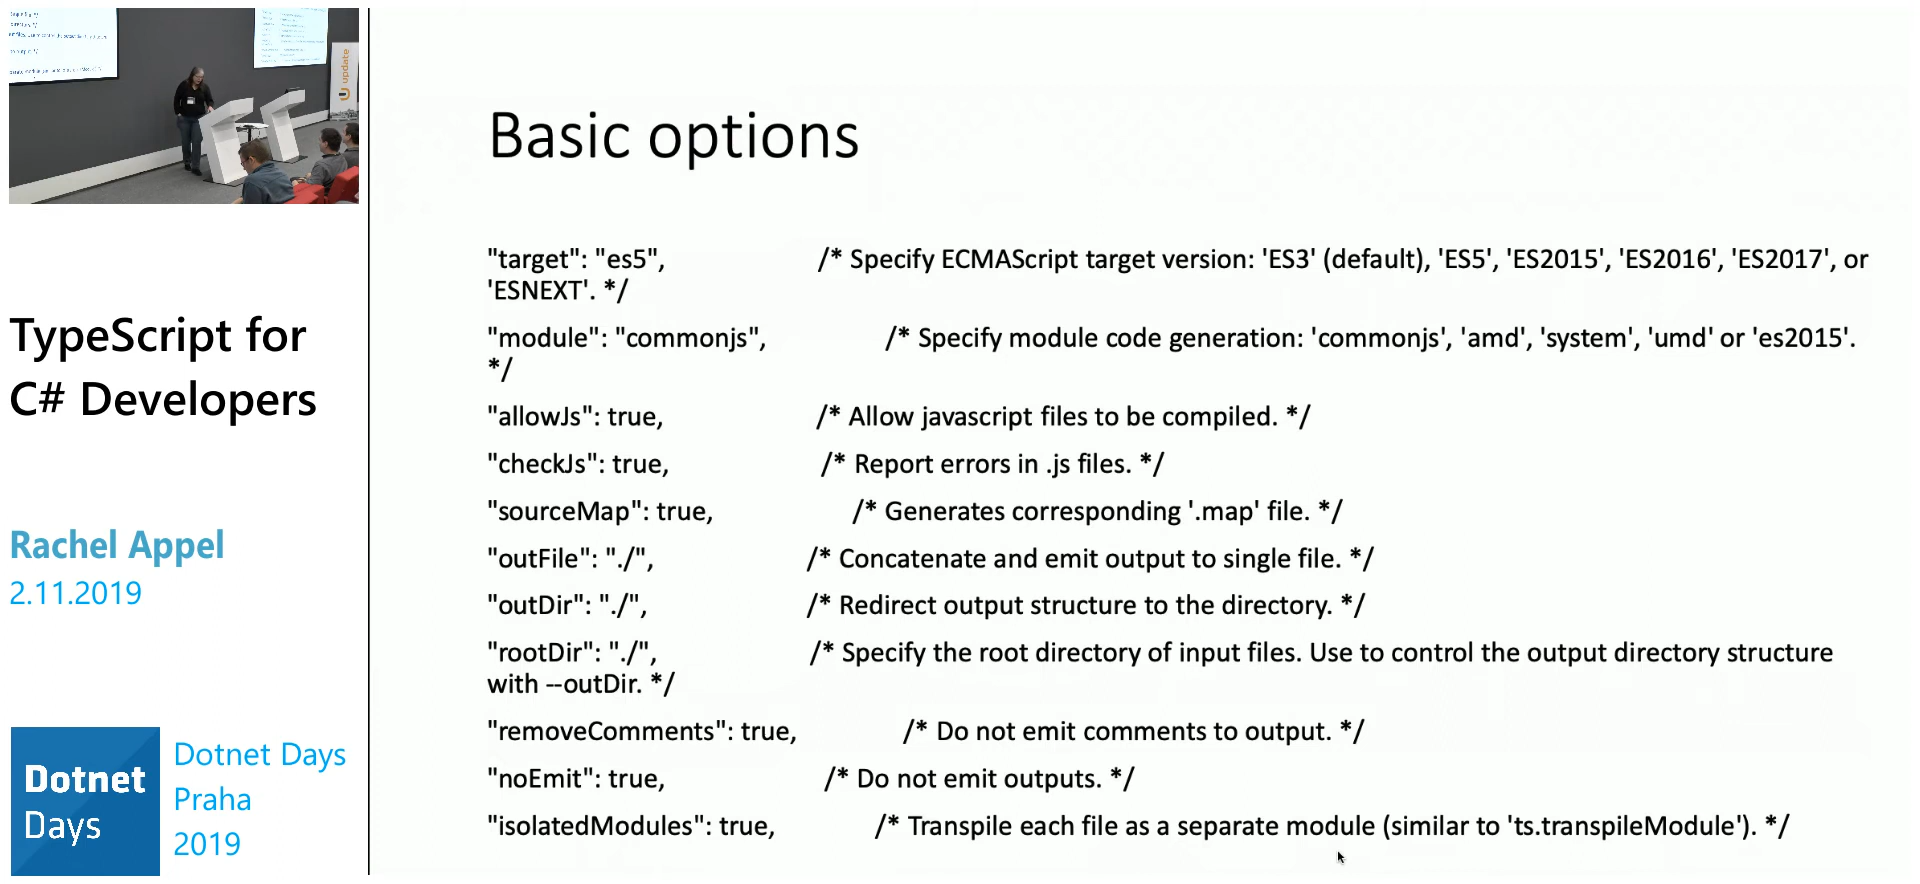 update
TypeScript for
C# Developers
Rachel Appel
2.11.2019
Dotnet
Days
Dotnet Days
Praha
2019
Basic options
"target": "es5", /* Specify ECMAScript target version: 'ES3' (default), 'ES5', 'ES2015', 'ES2016', 'ES2017', or
'ESNEXT'. */
"module": "commonjs", /* Specify module code generation: 'commonjs', 'amd', 'system', 'umd' or 'es2015'.
*/
"allowJs": true, /* Allow javascript files to be compiled. */
"checkJs": true, /* Report errors in .js files. */
"sourceMap": true, /* Generates corresponding '.map' file. */
"outFile": "./", /* Concatenate and emit output to single file. */
"outDir": "./", /* Redirect output structure to the directory. */
"rootDir": "./", /* Specify the root directory of input files. Use to control the output directory structure
with --outDir. */
"removeComments": true, /* Do not emit comments to output. */
"noEmit": true, /* Do not emit outputs. */
"isolatedModules": true, /* Transpile each file as a separate module (similar to 'ts.transpileModule'). */